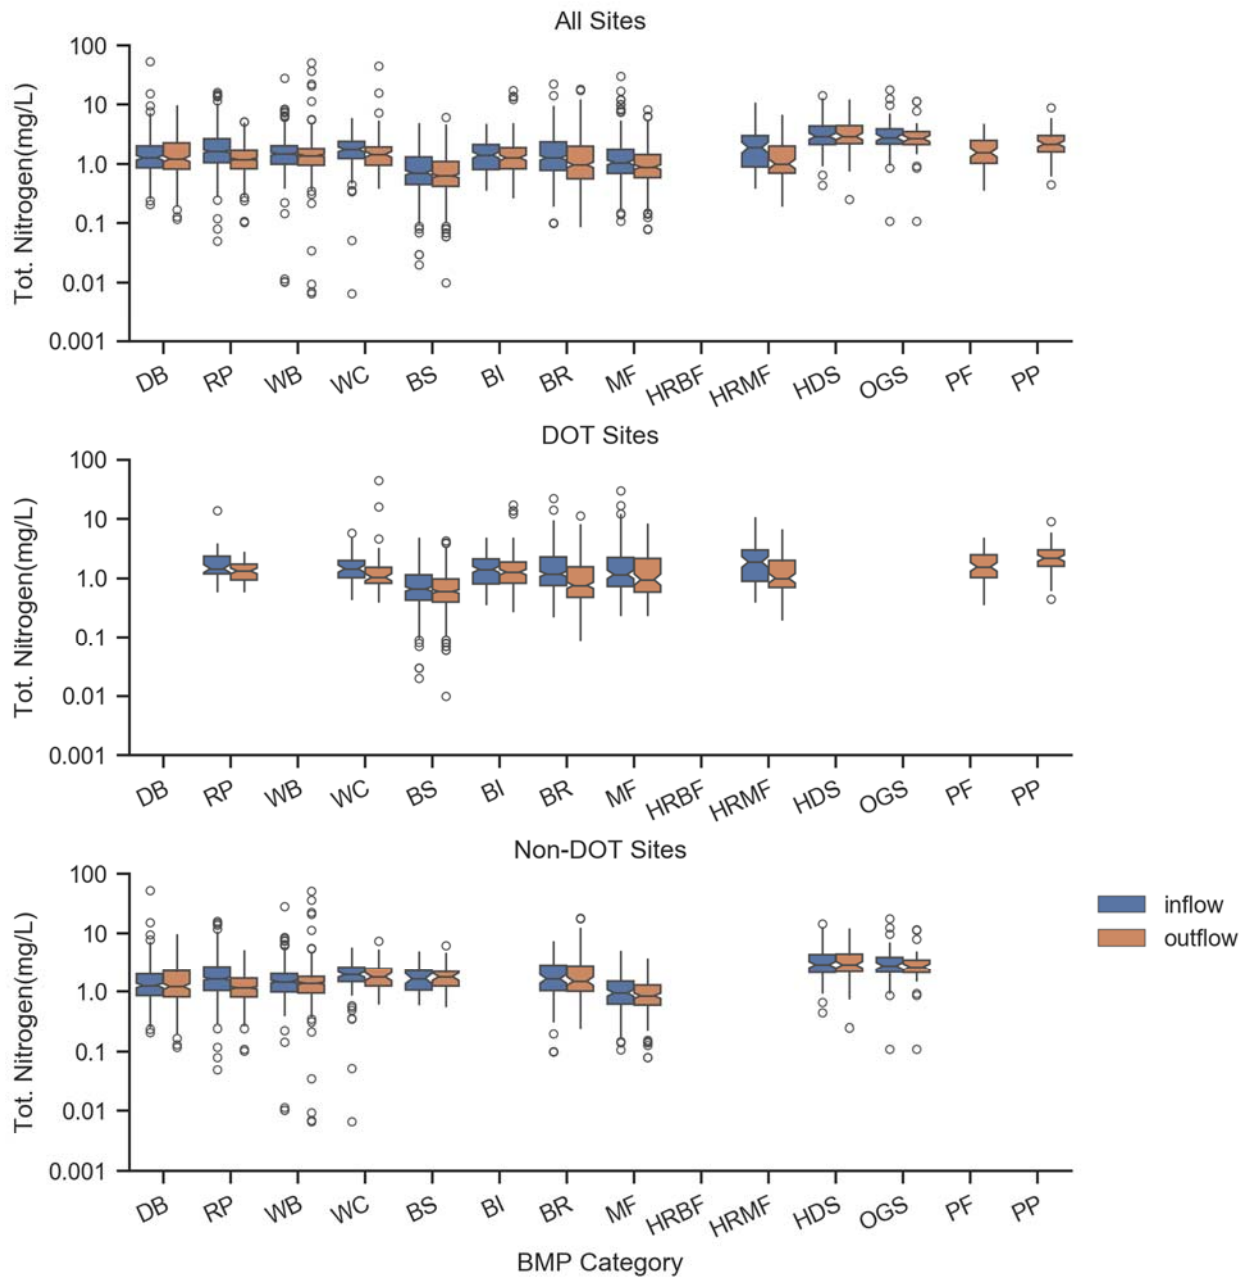 All Sites
Tot. Nitrogen(mg/L)
100
10
1.0
0.1
0.01
0.001
DB RP WB WC BS BI BR MF HRBF HRMF HDS OGS PF PP
DOT Sites
Tot. Nitrogen(mg/L)
100
10
1.0
0.1
0.01
0.001
DB RP WB WC BS BI BR MF HRBF HRMF HDS OGS PF PP
Non-DOT Sites
Tot. Nitrogen(mg/L)
100
10
1.0
0.1
0.01
0.001
DB RP WB WC BS BI BR MF HRBF HRMF HDS OGS PF PP
BMP Category
inflow
outflow